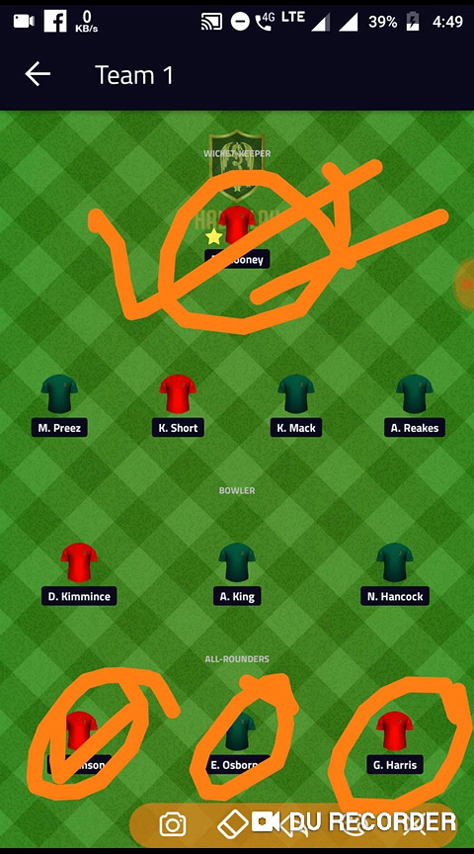 0
KB/s
4G
LTE
39%
4:49
Team 1
WICKET-KEEPER
M. Preez
K. Short
K. Mack
A. Reakes
BOWLER
D. Kimmince
A. King
N. Hancock
ALL-ROUNDERS
E. Osborn
G. Harris
DU RECORDER